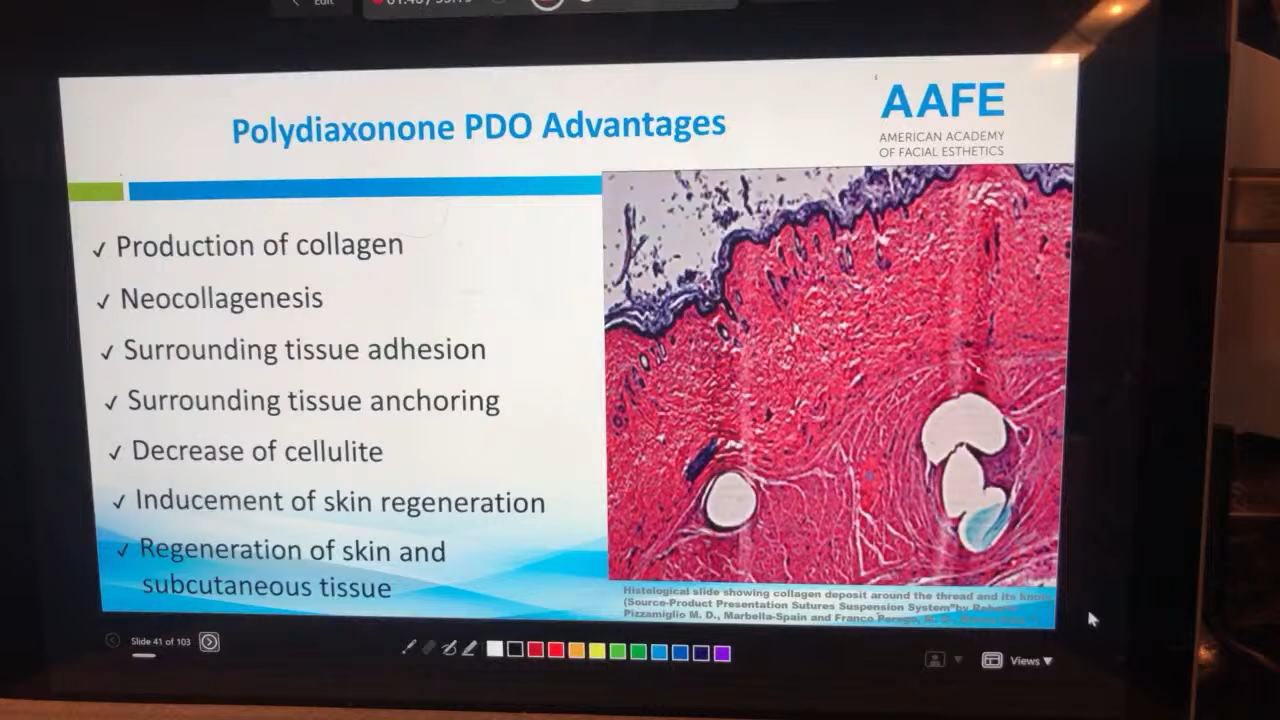 Edit
Polydiaxonone PDO Advantages
AAFE
AMERICAN ACADEMY
OF FACIAL ESTHETICS
✓ Production of collagen
✓ Neocollagenesis
✓ Surrounding tissue adhesion
✓ Surrounding tissue anchoring
✓ Decrease of cellulite
✓ Inducement of skin regeneration
✓ Regeneration of skin and
subcutaneous tissue
Histological slide showing collagen deposit around the thread and its
(Source-Product Presentation Sutures Suspension System"by
Pizzamiglio M. D., Marbella-Spain and Franco
Slide 41 of 103
Views